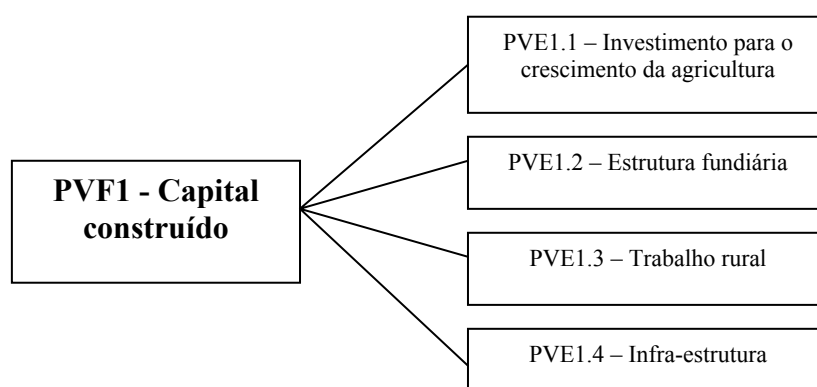 PVE1.1 – Investimento para o
crescimento da agricultura
PVE1.2 – Estrutura fundiária
PVF1 - Capital
construído
PVE1.3 – Trabalho rural
PVE1.4 – Infra-estrutura